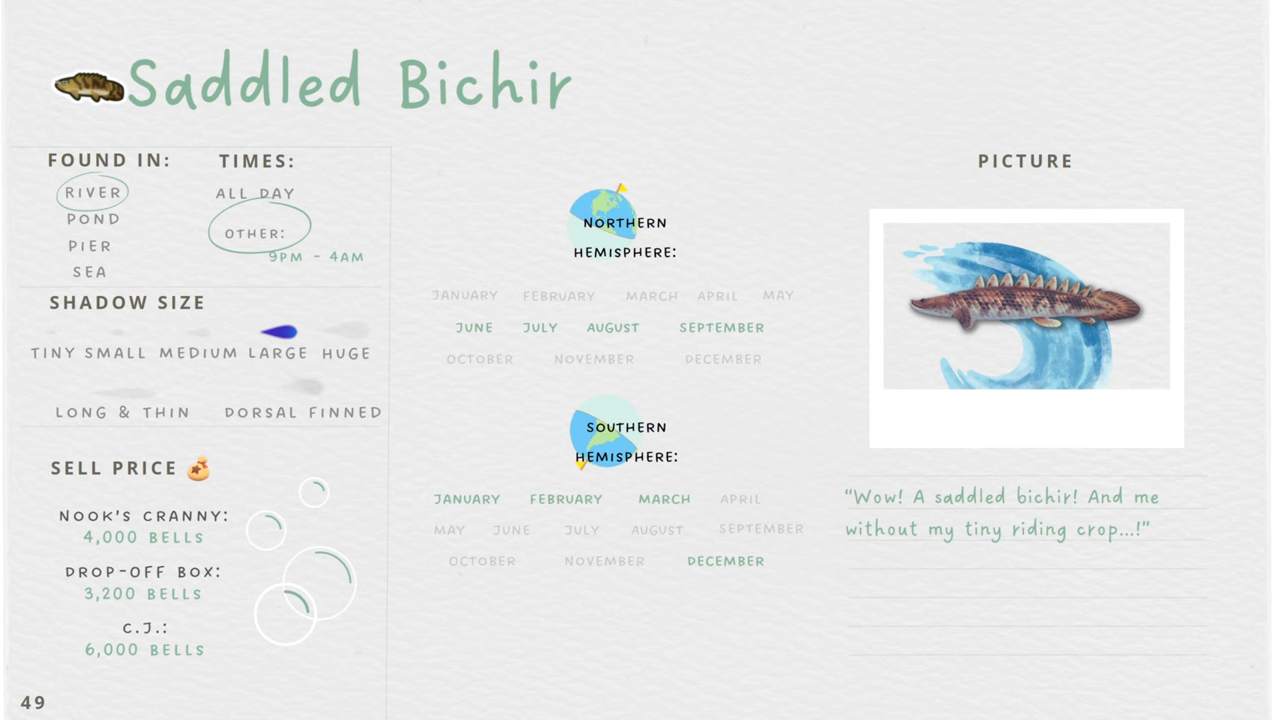 Saddled Bichir
FOUND IN:
RIVER
POND
PIER
SEA
TIMES:
ALL DAY
OTHER:
9PM - 4AM
SHADOW SIZE
TINY SMALL MEDIUM LARGE HUGE
LONG & THIN DORSAL FINNED
SELL PRICE
NOOK'S CRANNY:
4,000 BELLS
DROP-OFF BOX:
3,200 BELLS
C.J.:
6,000 BELLS
NORTHERN
HEMISPHERE:
JANUARY FEBRUARY MARCH APRIL MAY
JUNE JULY AUGUST SEPTEMBER
OCTOBER NOVEMBER DECEMBER
SOUTHERN
HEMISPHERE:
JANUARY FEBRUARY MARCH APRIL
MAY JUNE JULY AUGUST SEPTEMBER
OCTOBER NOVEMBER DECEMBER
PICTURE
"Wow! A saddled bichir! And me
without my tiny riding crop...!"
49